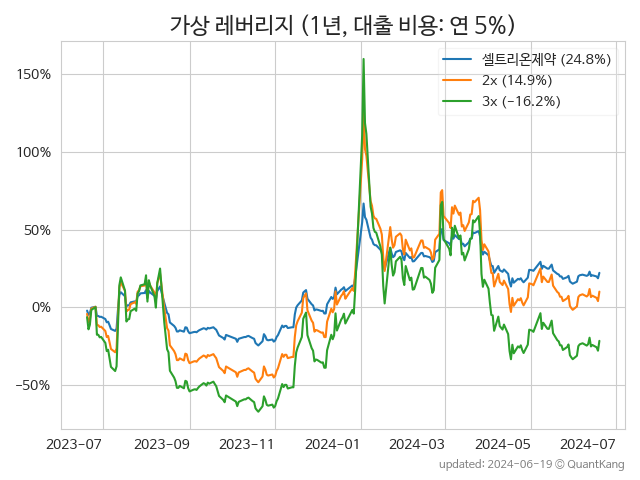 가상 레버리지 (1년, 대출 비용: 연 5%)
셀트리온제약 (24.8%)
2x (14.9%)
3x (−16.2%)
150%
100%
50%
0%
−50%
2023−07 2023−09 2023−11 2024−01 2024−03 2024−05 2024−07
updated: 2024-06-19 © QuantKang